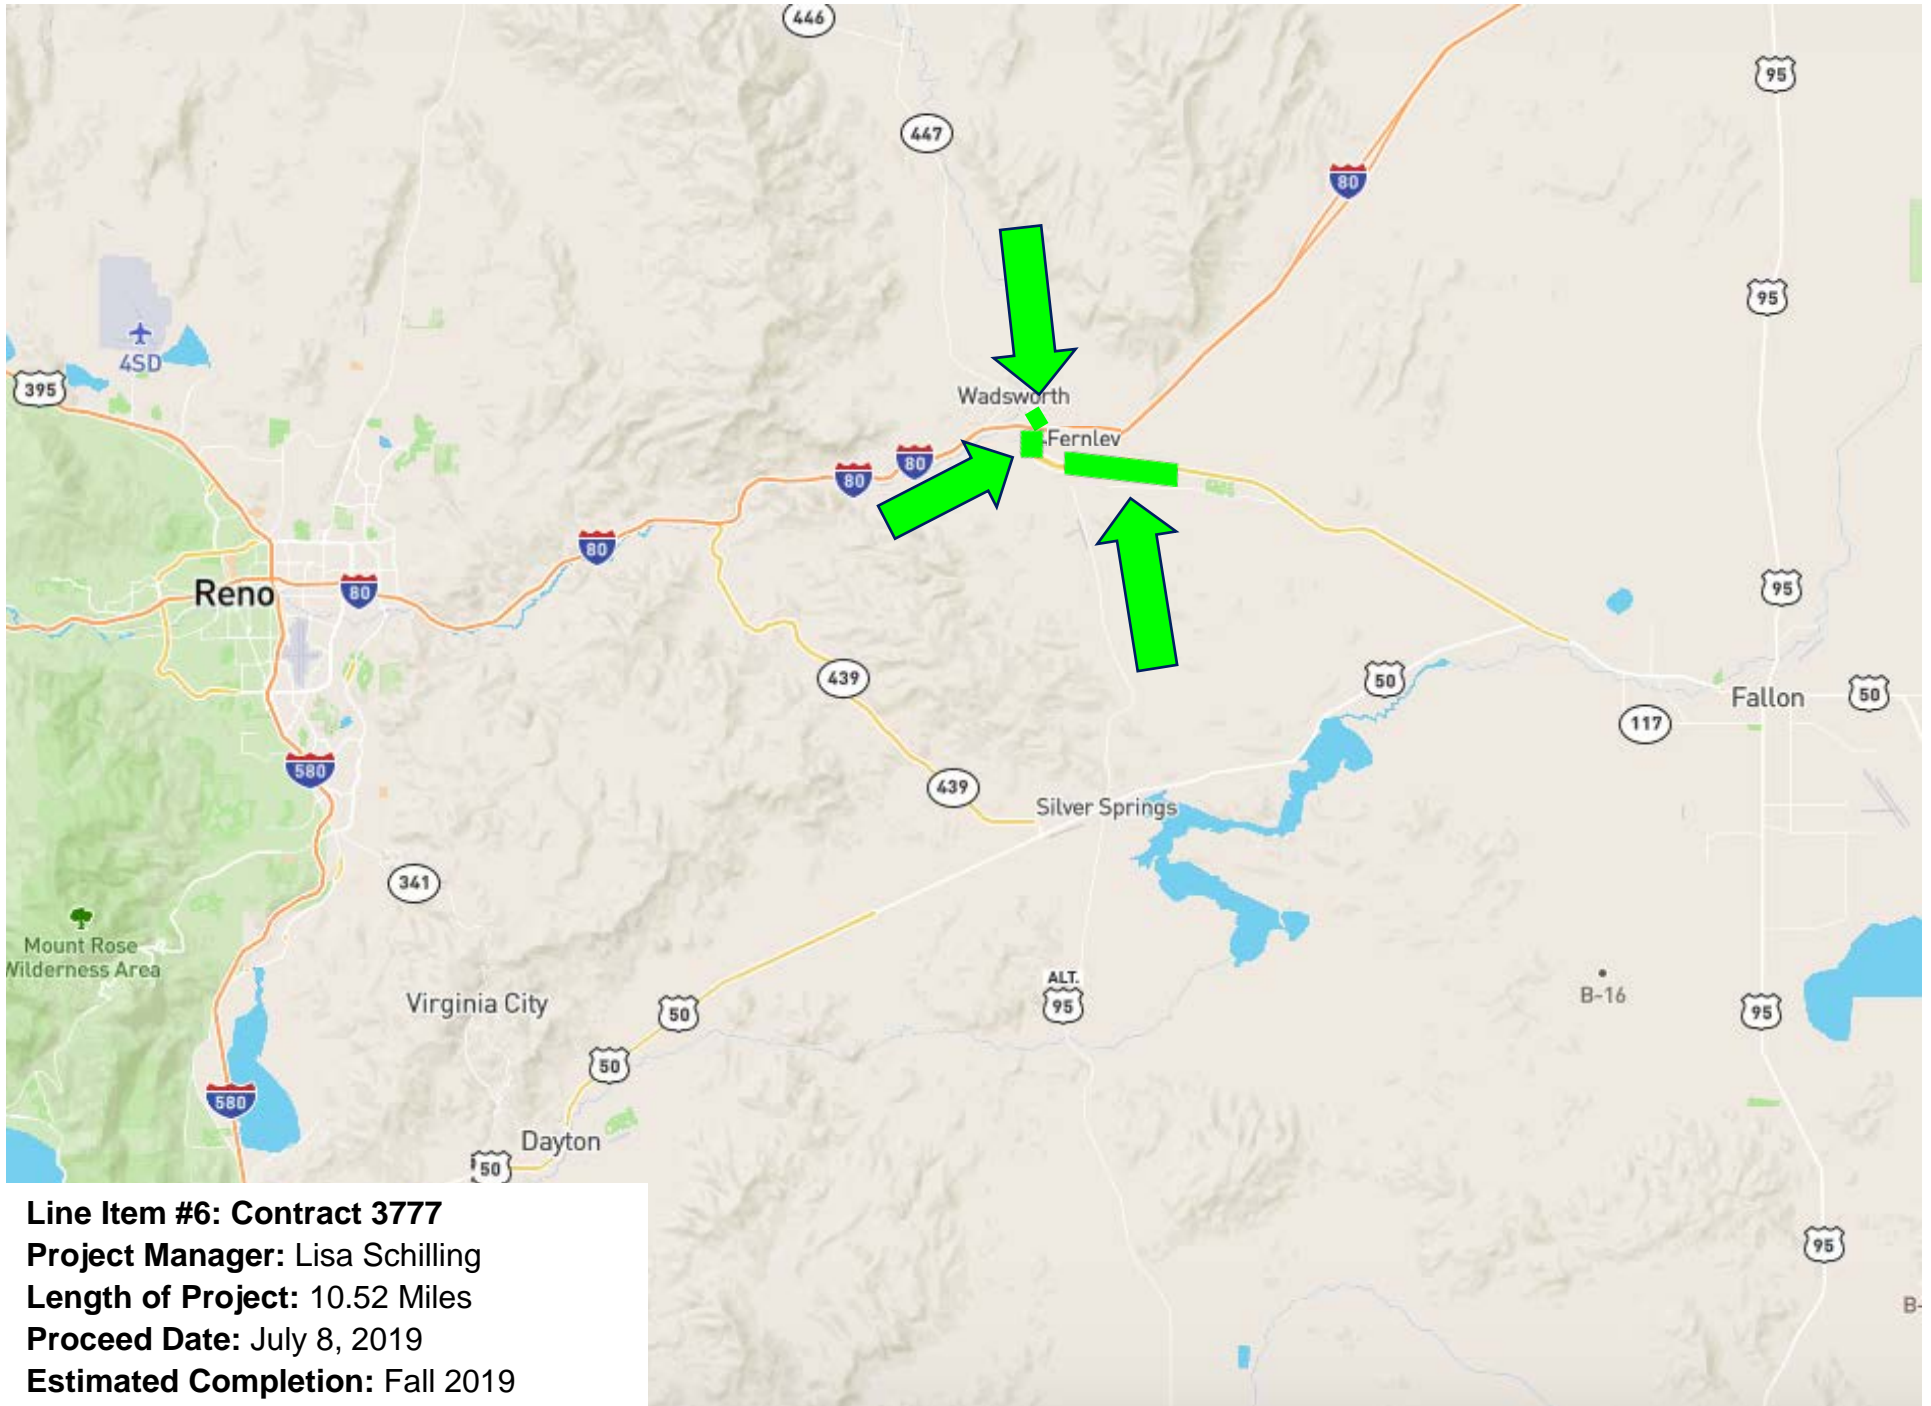 446
95
447
80
95
4SD
395
Wadsworth
Fernley
80
80
80
Reno
80
95
439
50
Fallon
50
117
580
439
Silver Springs
341
Mount Rose
Wilderness Area
ALT.
95
B-16
Virginia City
50
95
50
580
Dayton
50
95
B-
Line Item #6: Contract 3777
Project Manager: Lisa Schilling
Length of Project: 10.52 Miles
Proceed Date: July 8, 2019
Estimated Completion: Fall 2019